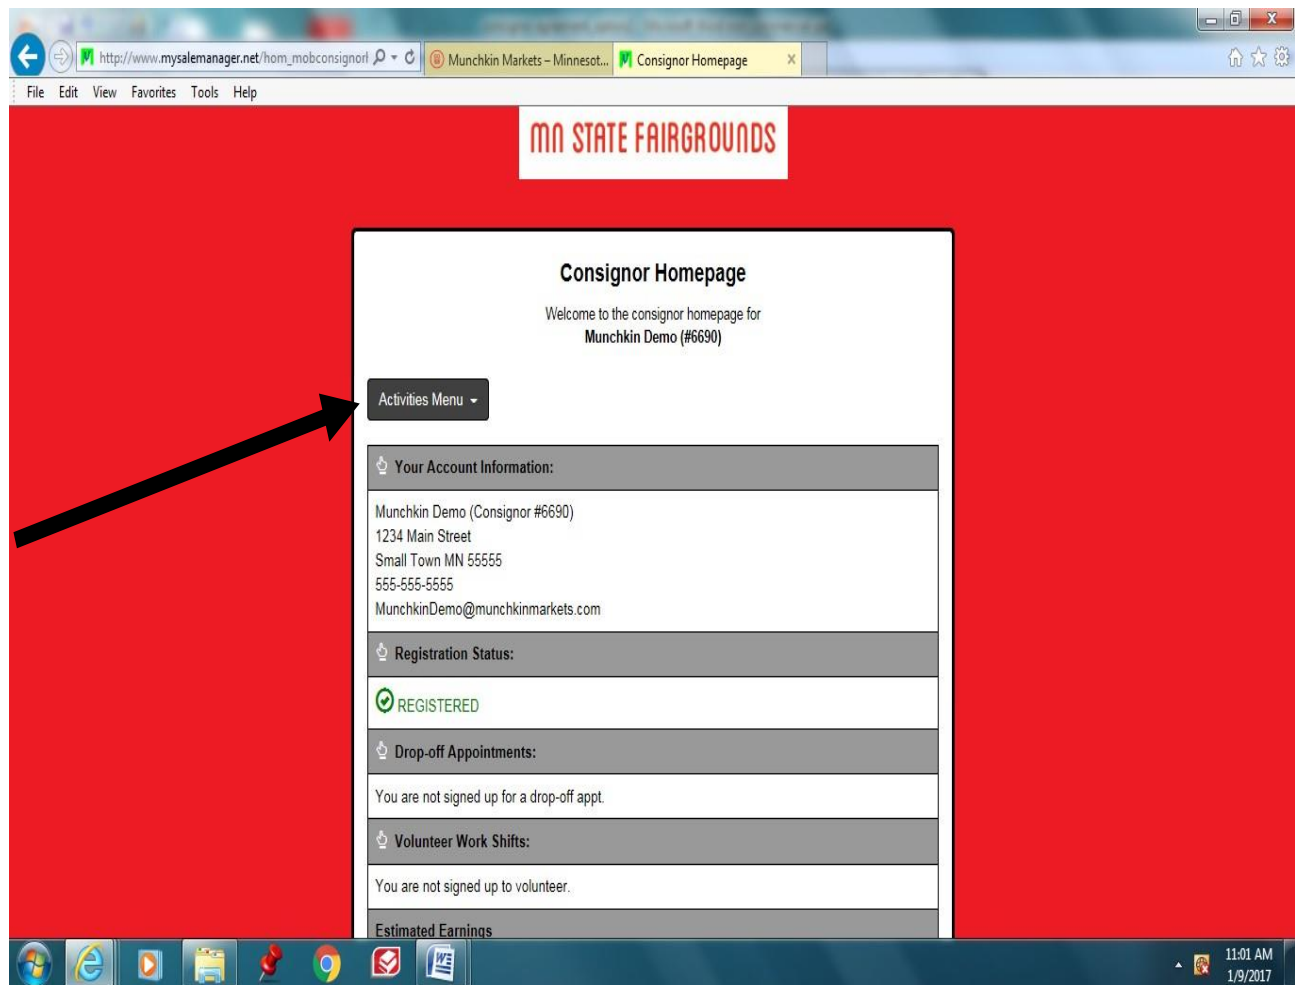 http://www.mysalemanager.net/hom_mobconsignorl
Munchkin Markets – Minnesot...
Consignor Homepage
File Edit View Favorites Tools Help
MN STATE FAIRGROUNDS
Consignor Homepage
Welcome to the consignor homepage for
Munchkin Demo (#6690)
Activities Menu
Your Account Information:
Munchkin Demo (Consignor #6690)
1234 Main Street
Small Town MN 55555
555-555-5555
MunchkinDemo@munchkinmarkets.com
Registration Status:
REGISTERED
Drop-off Appointments:
You are not signed up for a drop-off appt.
Volunteer Work Shifts:
You are not signed up to volunteer.
Estimated Earnings
11:01 AM
1/9/2017